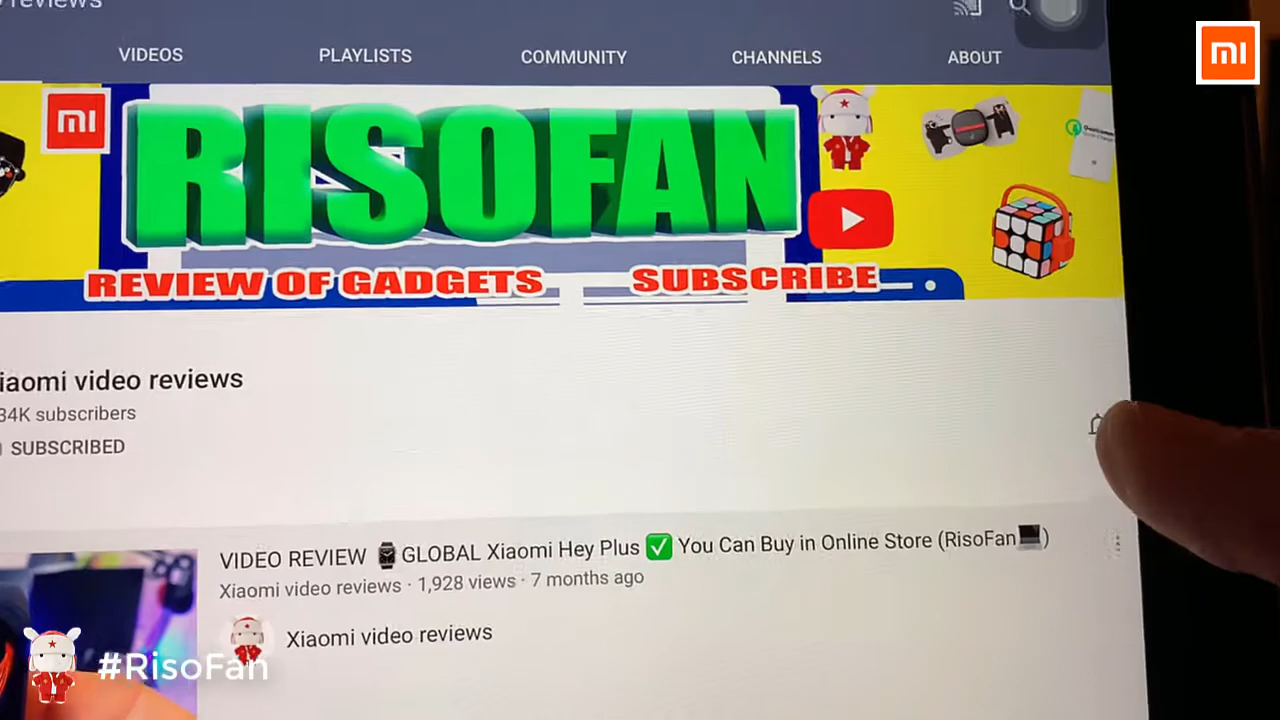 reviews
VIDEOS PLAYLISTS COMMUNITY CHANNELS ABOUT
mi
mi
RISOFAN
REVIEW OF GADGETS SUBSCRIBE
iaomi video reviews
34K subscribers
SUBSCRIBED
VIDEO REVIEW ⌚GLOBAL Xiaomi Hey Plus ✅ You Can Buy in Online Store (RisoFan💻)
Xiaomi video reviews · 1,928 views · 7 months ago
Xiaomi video reviews
#RisoFan